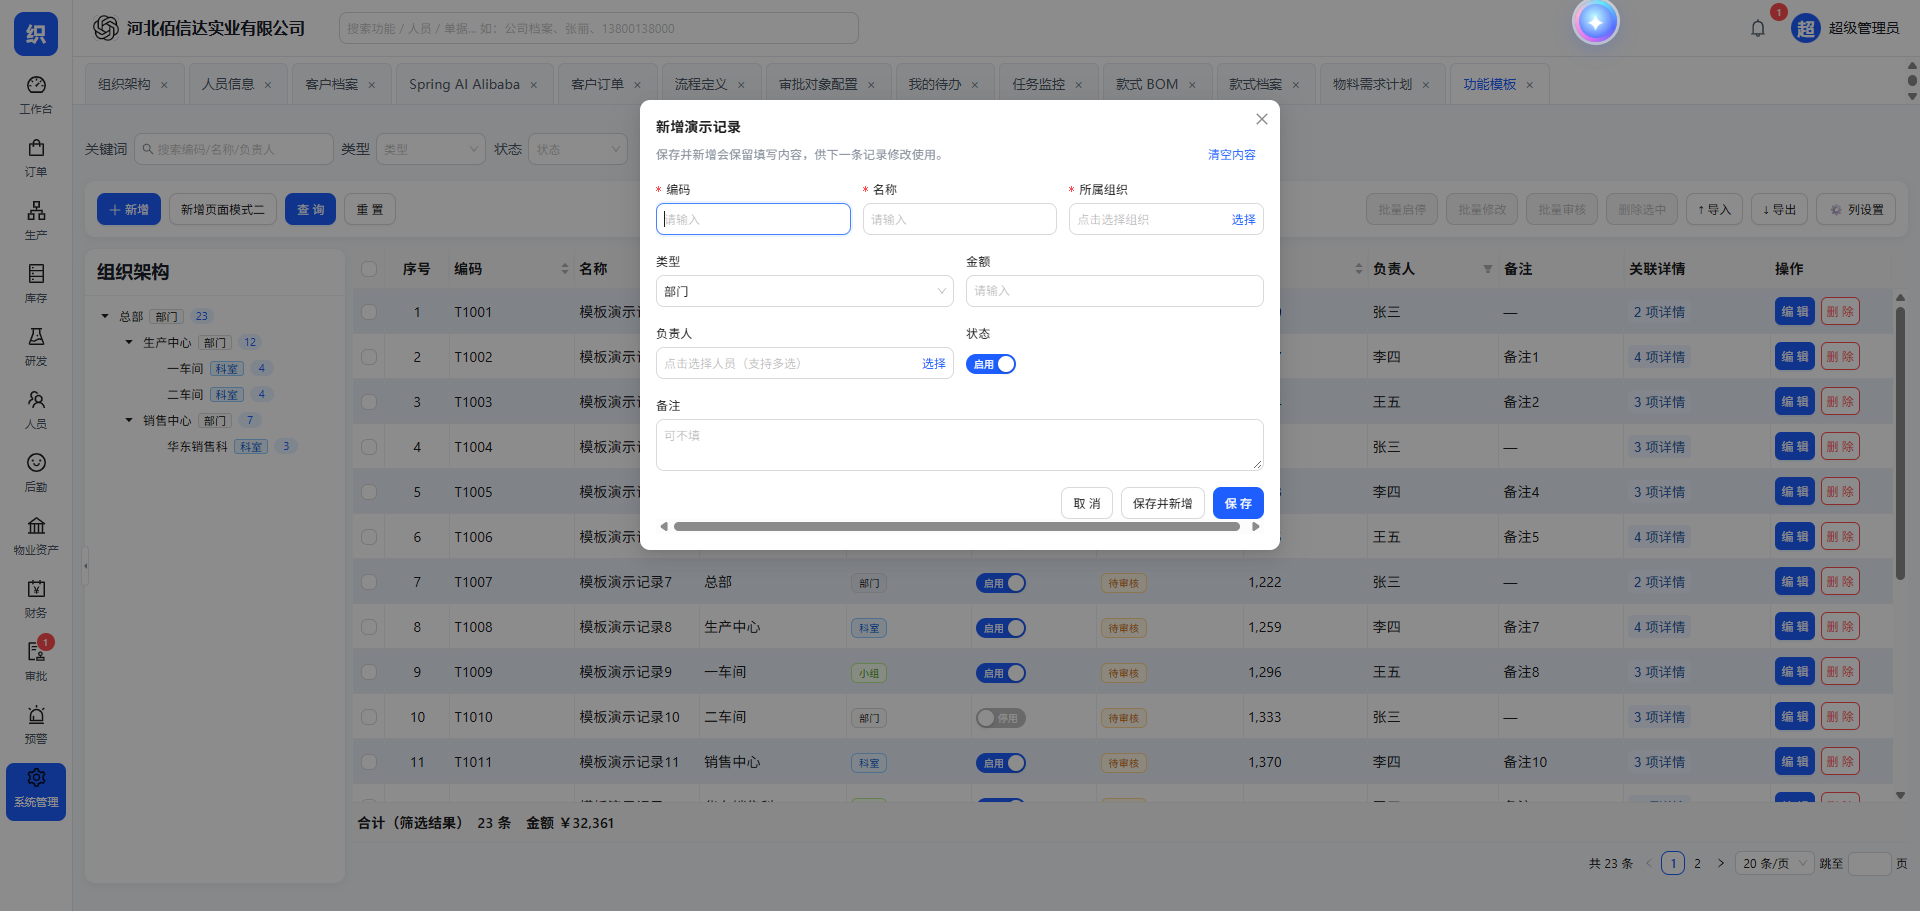 织
河北佰信达实业有限公司
搜索功能 / 人员 / 单据... 如：公司档案、张丽、13800138000
1
超
超级管理员
工作台
订单
生产
库存
研发
人员
后勤
物业资产
财务
1
审批
预警
系统管理
组织架构 × 人员信息 × 客户档案 × Spring AI Alibaba × 客户订单 × 流程定义 × 审批对象配置 × 我的待办 × 任务监控 × 款式 BOM × 款式档案 × 物料需求计划 × 功能模板 ×
关键词 搜索编码/名称/负责人 类型 类型 状态 状态
+ 新增 新增页面模式二 查 询 重 置
批量启停 批量修改 批量审核 删除选中 ↑ 导入 ↓ 导出 列设置
组织架构
总部 部门 23
生产中心 部门 12
一车间 科室 4
二车间 科室 4
销售中心 部门 7
华东销售科 科室 3
新增演示记录
保存并新增会保留填写内容，供下一条记录修改使用。 清空内容
* 编码 * 名称 * 所属组织
请输入 请输入 点击选择组织 选择
类型 金额
部门 请输入
负责人 状态
点击选择人员（支持多选） 选择 启用
备注
可不填
取 消 保存并新增 保 存
序号 编码 名称 负责人 备注 关联详情 操作
1 T1001 模板演示记 张三 — 2 项详情 编 辑 删 除
2 T1002 模板演示记 李四 备注1 4 项详情 编 辑 删 除
3 T1003 模板演示记 王五 备注2 3 项详情 编 辑 删 除
4 T1004 模板演示记 张三 — 3 项详情 编 辑 删 除
5 T1005 模板演示记 李四 备注4 3 项详情 编 辑 删 除
6 T1006 模板演示记 王五 备注5 4 项详情 编 辑 删 除
7 T1007 模板演示记录7 总部 部门 启用 待审核 1,222 张三 — 2 项详情 编 辑 删 除
8 T1008 模板演示记录8 生产中心 科室 启用 待审核 1,259 李四 备注7 4 项详情 编 辑 删 除
9 T1009 模板演示记录9 一车间 小组 启用 待审核 1,296 王五 备注8 3 项详情 编 辑 删 除
10 T1010 模板演示记录10 二车间 部门 停用 待审核 1,333 张三 — 3 项详情 编 辑 删 除
11 T1011 模板演示记录11 销售中心 科室 启用 待审核 1,370 李四 备注10 3 项详情 编 辑 删 除
合计（筛选结果） 23 条 金额 ￥32,361
共 23 条 1 2 20 条/页 跳至 页